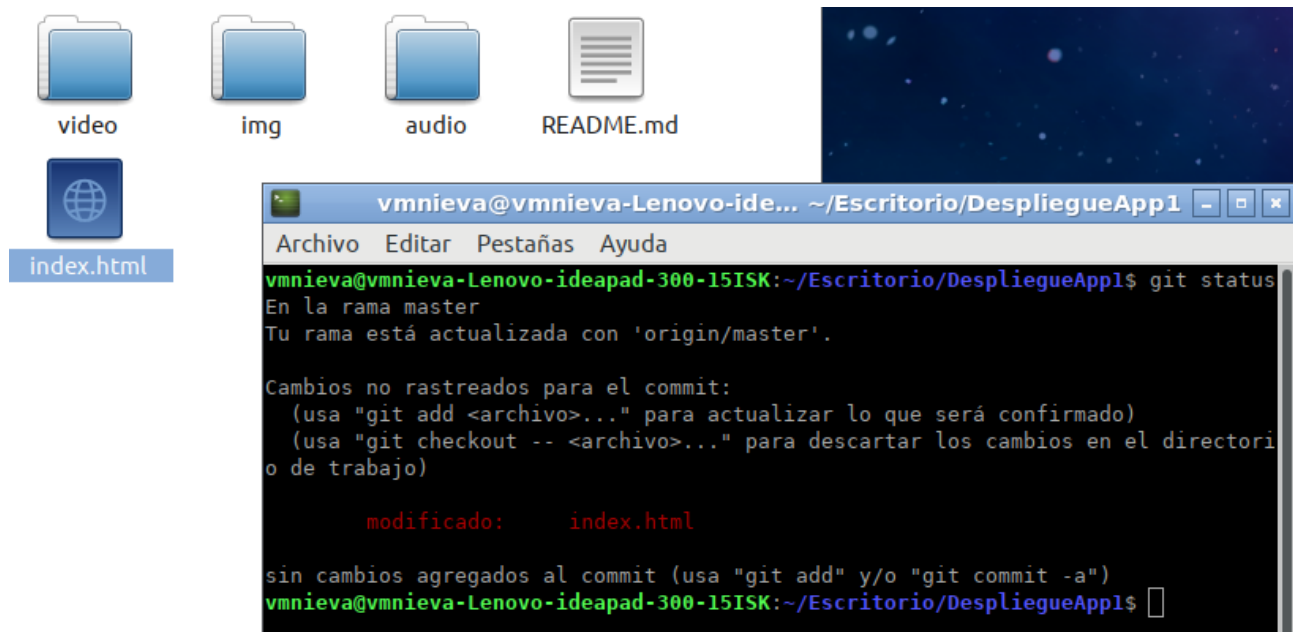 video
img
audio
README.md
index.html
vmnieva@vmnieva-Lenovo-ide... ~/Escritorio/DespliegueApp1
Archivo Editar Pestañas Ayuda
vmnieva@vmnieva-Lenovo-ideapad-300-15ISK:~/Escritorio/DespliegueApp1$ git status
En la rama master
Tu rama está actualizada con 'origin/master'.
Cambios no rastreados para el commit:
(usa "git add <archivo>..." para actualizar lo que será confirmado)
(usa "git checkout -- <archivo>..." para descartar los cambios en el directori
o de trabajo)
modificado: index.html
sin cambios agregados al commit (usa "git add" y/o "git commit -a")
vmnieva@vmnieva-Lenovo-ideapad-300-15ISK:~/Escritorio/DespliegueApp1$